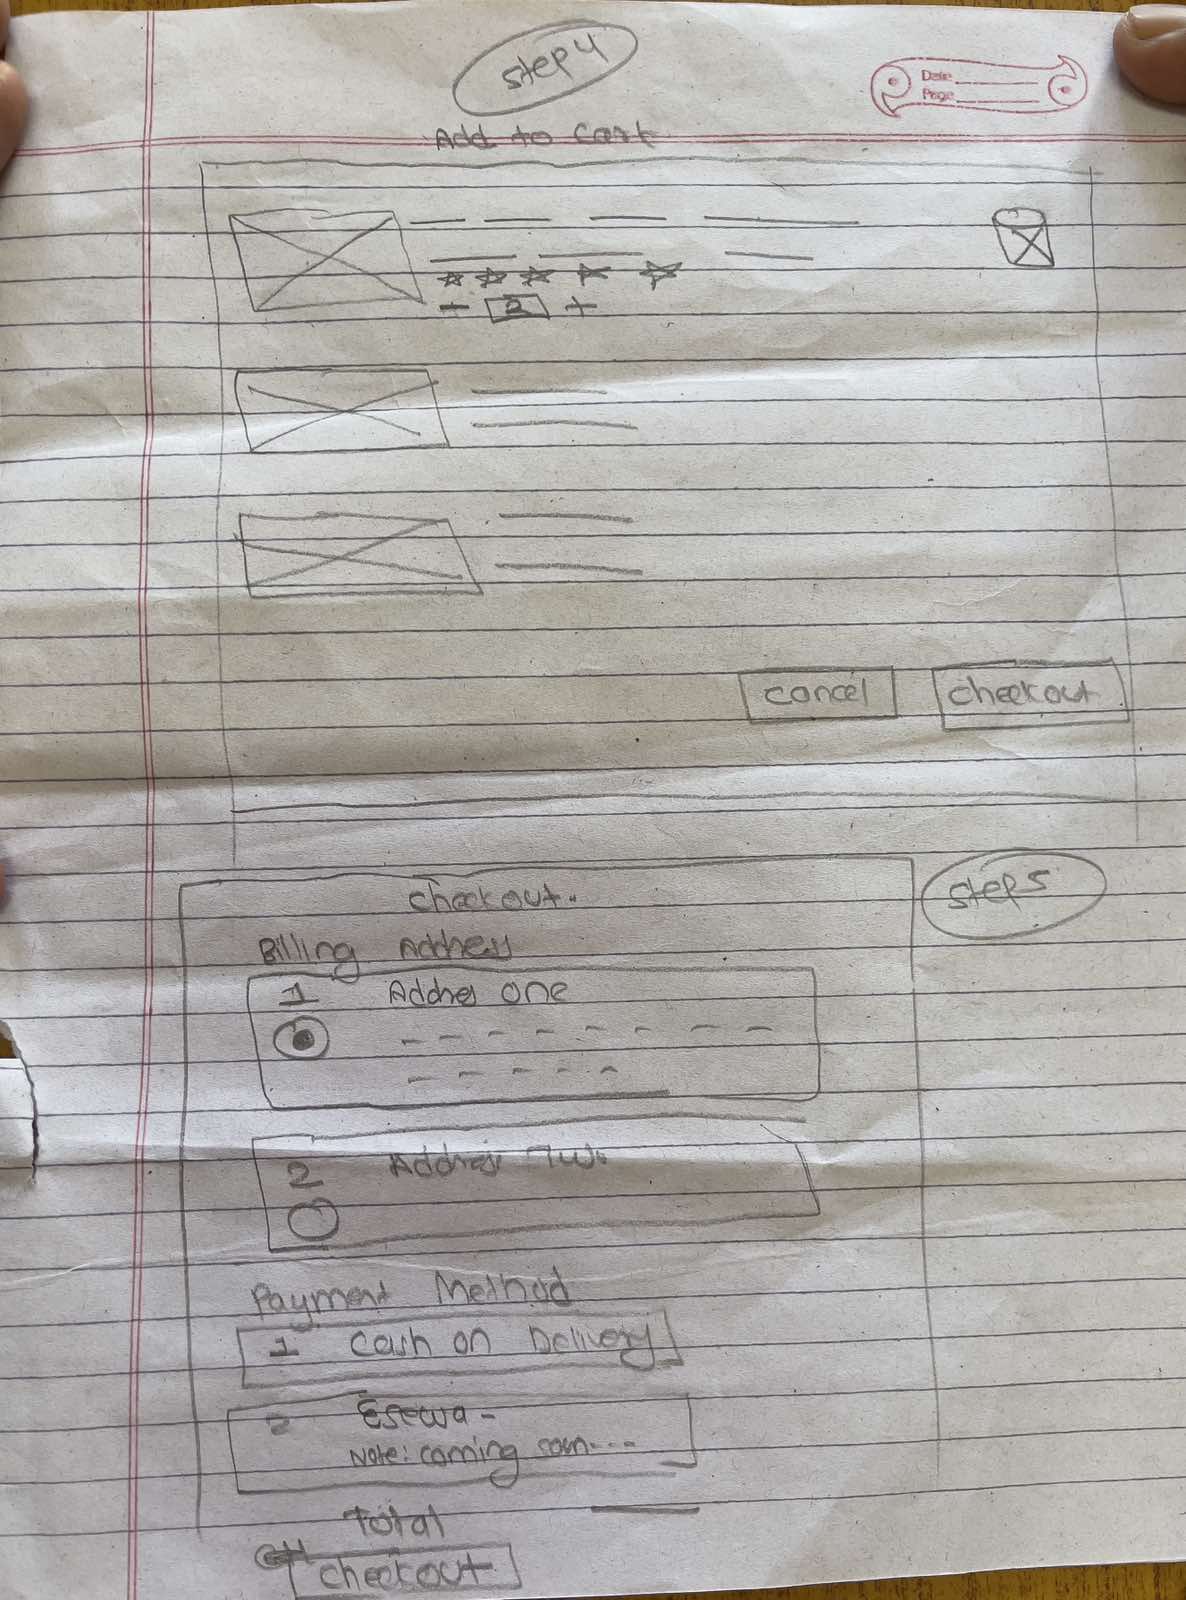 Step 4
Date
Page
Add to Cart
- 2 +
cancel
checkout
Step 5
checkout.
Billing Address
1 Addres one
2 Address Two
Payment Method
1 Cash on Delivery
2 Esewa -
Note: coming soon---
Total
checkout